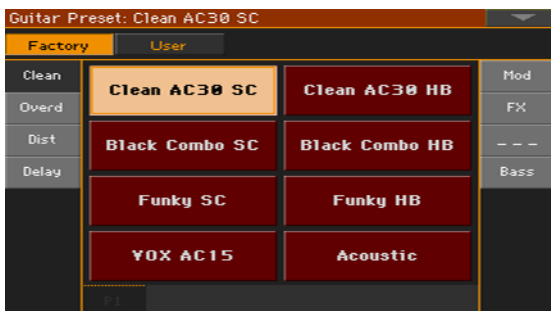 Guitar Preset: Clean AC30 SC
Factory User
Clean Clean AC30 SC Clean AC30 HB Mod
Overd FX
Dist Black Combo SC Black Combo HB ---
Delay Bass
Funky SC Funky HB
VOX AC15 Acoustic
P1